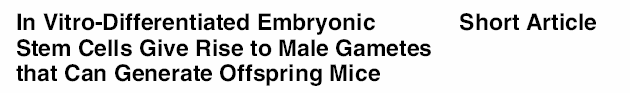 In Vitro-Differentiated Embryonic Short Article
Stem Cells Give Rise to Male Gametes
that Can Generate Offspring Mice